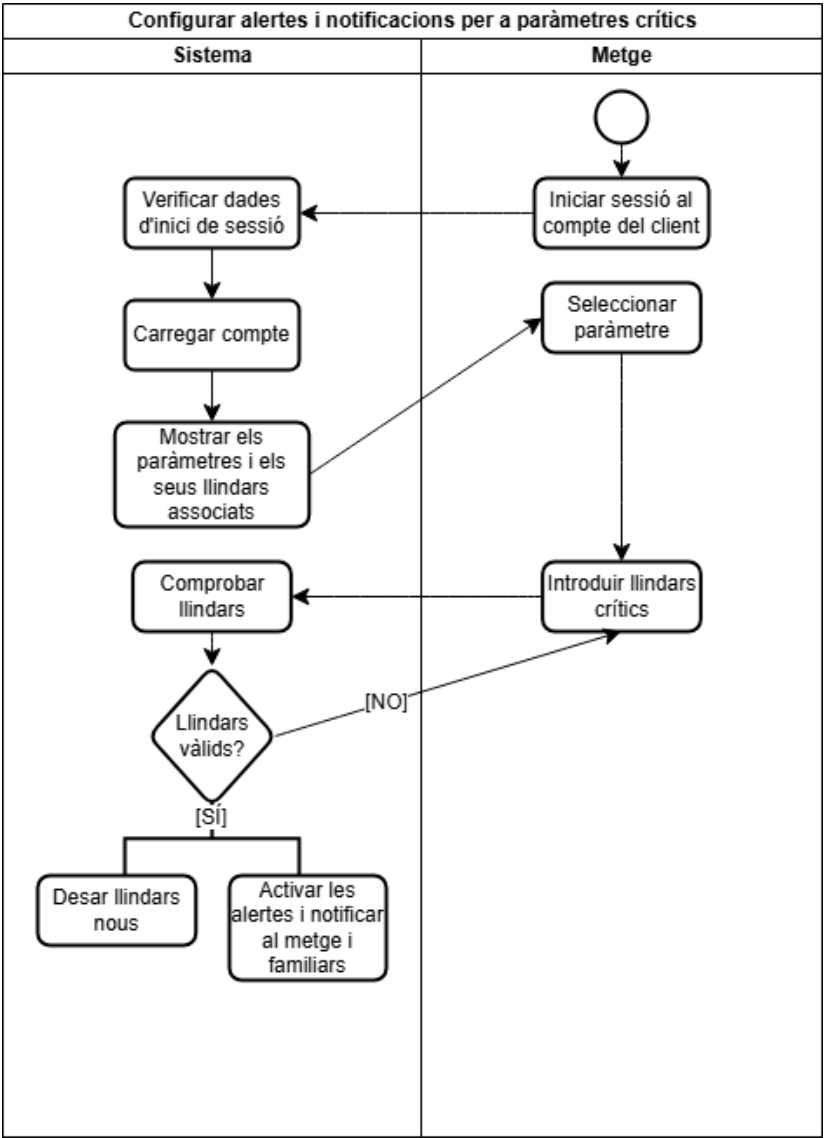 Configurar alertes i notificacions per a paràmetres crítics
Sistema
Metge
Iniciar sessió al
compte del client
Verificar dades
d'inici de sessió
Carregar compte
Mostrar els
paràmetres i els
seus llindars
associats
Seleccionar
paràmetre
Introduir llindars
crítics
Comprobar
llindars
Llindars
vàlids?
[NO]
[SÍ]
Desar llindars
nous
Activar les
alertes i notificar
al metge i
familiars